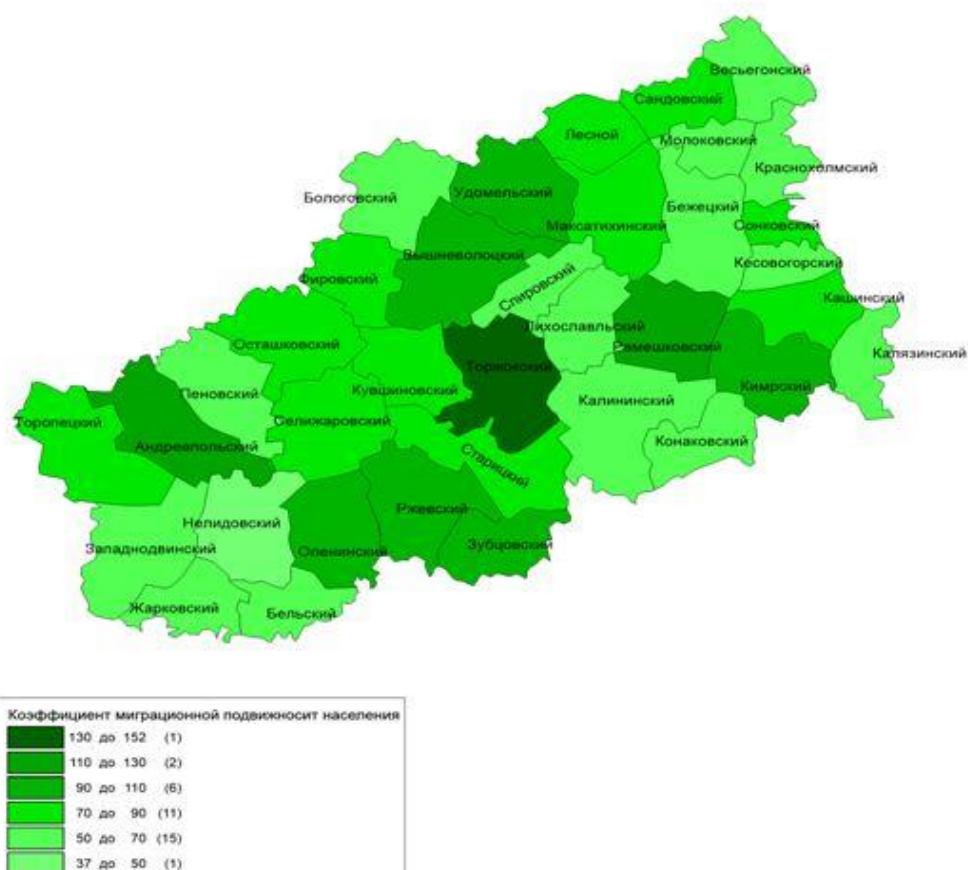 Весьегонский
Сандовский
Лесной
Молоковский
Краснохолмский
Бологовский
Удомельский
Бежецкий
Максатихинский
Сонковский
Вышневолоцкий
Кесовогорский
Фировский
Спировский
Кашинский
Лихославльский
Осташковский
Рамешковский
Калязинский
Торжокский
Кимрский
Кувшиновский
Пеновский
Калининский
Торопецкий
Селижаровский
Андреапольский
Конаковский
Старицкий
Ржевский
Нелидовский
Зубцовский
Западнодвинский
Оленинский
Жарковский
Бельский
Коэффициент миграционной подвижносит населения
130 до 152 (1)
110 до 130 (2)
90 до 110 (6)
70 до 90 (11)
50 до 70 (15)
37 до 50 (1)